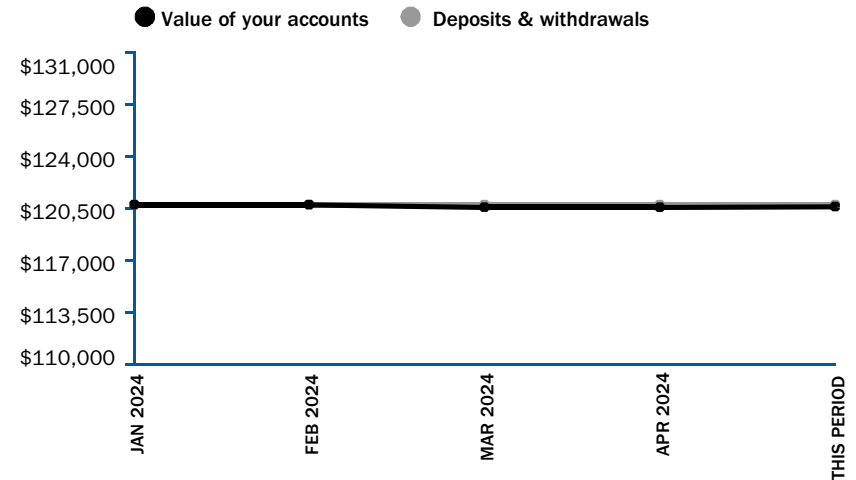 Value of your accounts Deposits & withdrawals
$131,000
$127,500
$124,000
$120,500
$117,000
$113,500
$110,000
JAN 2024
FEB 2024
MAR 2024
APR 2024
THIS PERIOD